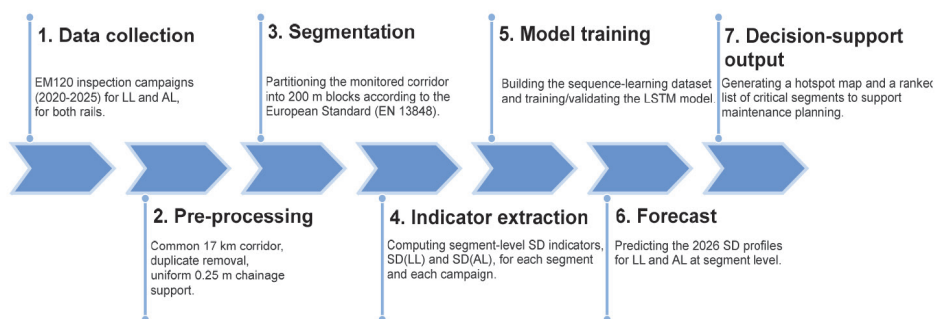 1. Data collection
EM120 inspection campaigns
(2020-2025) for LL and AL,
for both rails.
2. Pre-processing
Common 17 km corridor,
duplicate removal,
uniform 0.25 m chainage
support.
3. Segmentation
Partitioning the monitored corridor
into 200 m blocks according to the
European Standard (EN 13848).
4. Indicator extraction
Computing segment-level SD indicators,
SD(LL) and SD(AL), for each segment
and each campaign.
5. Model training
Building the sequence-learning dataset
and training/validating the LSTM model.
6. Forecast
Predicting the 2026 SD profiles
for LL and AL at segment level.
7. Decision-support
output
Generating a hotspot map and a ranked
list of critical segments to support
maintenance planning.